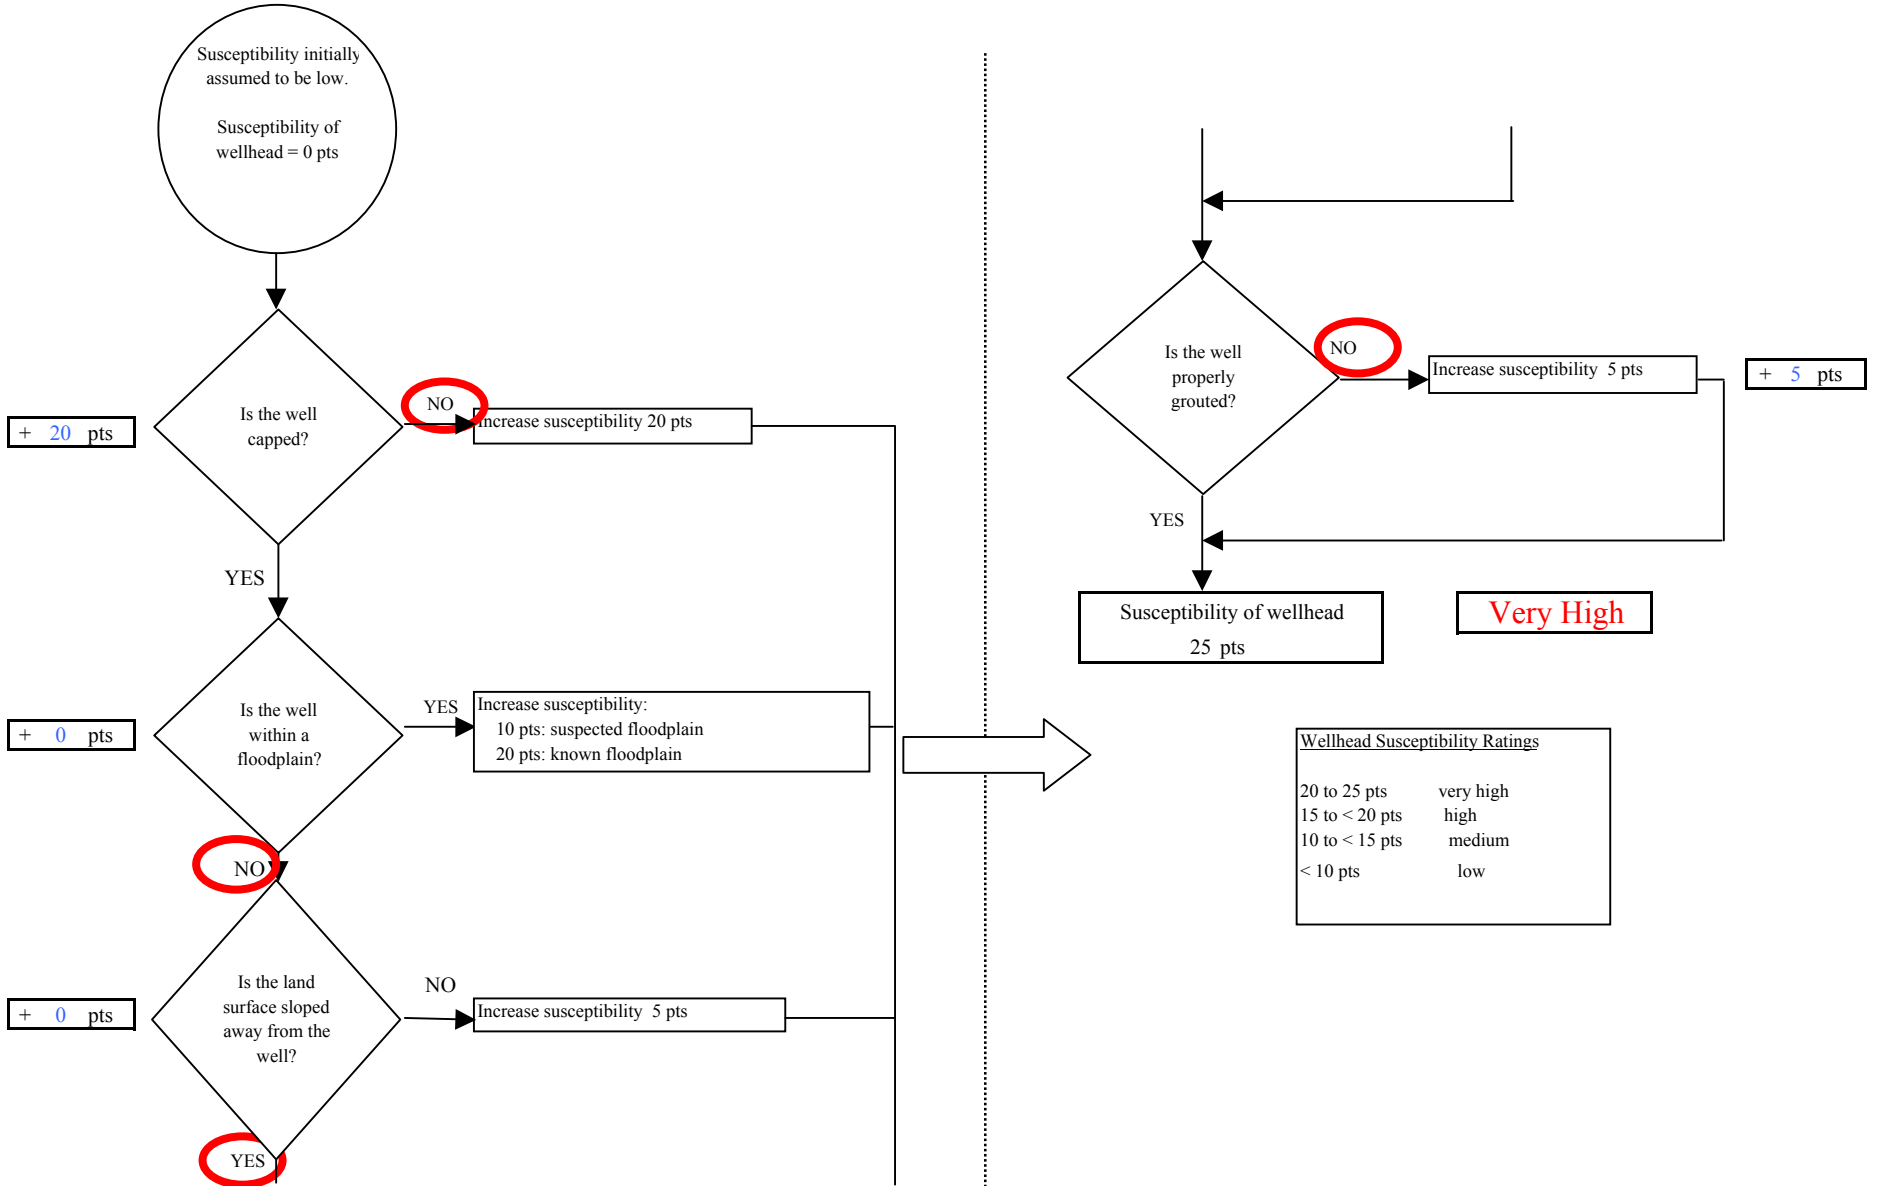 Susceptibility initially
assumed to be low.
Susceptibility of
wellhead = 0 pts
+ 20 pts
Is the well
capped?
NO
Increase susceptibility 20 pts
YES
+ 0 pts
Is the well
within a
floodplain?
YES
Increase susceptibility:
10 pts: suspected floodplain
20 pts: known floodplain
NO
+ 0 pts
Is the land
surface sloped
away from the
well?
NO
Increase susceptibility 5 pts
YES
Is the well
properly
grouted?
NO
Increase susceptibility 5 pts
+ 5 pts
YES
Susceptibility of wellhead
25 pts
Very High
Wellhead Susceptibility Ratings
20 to 25 pts very high
15 to < 20 pts high
10 to < 15 pts medium
< 10 pts low